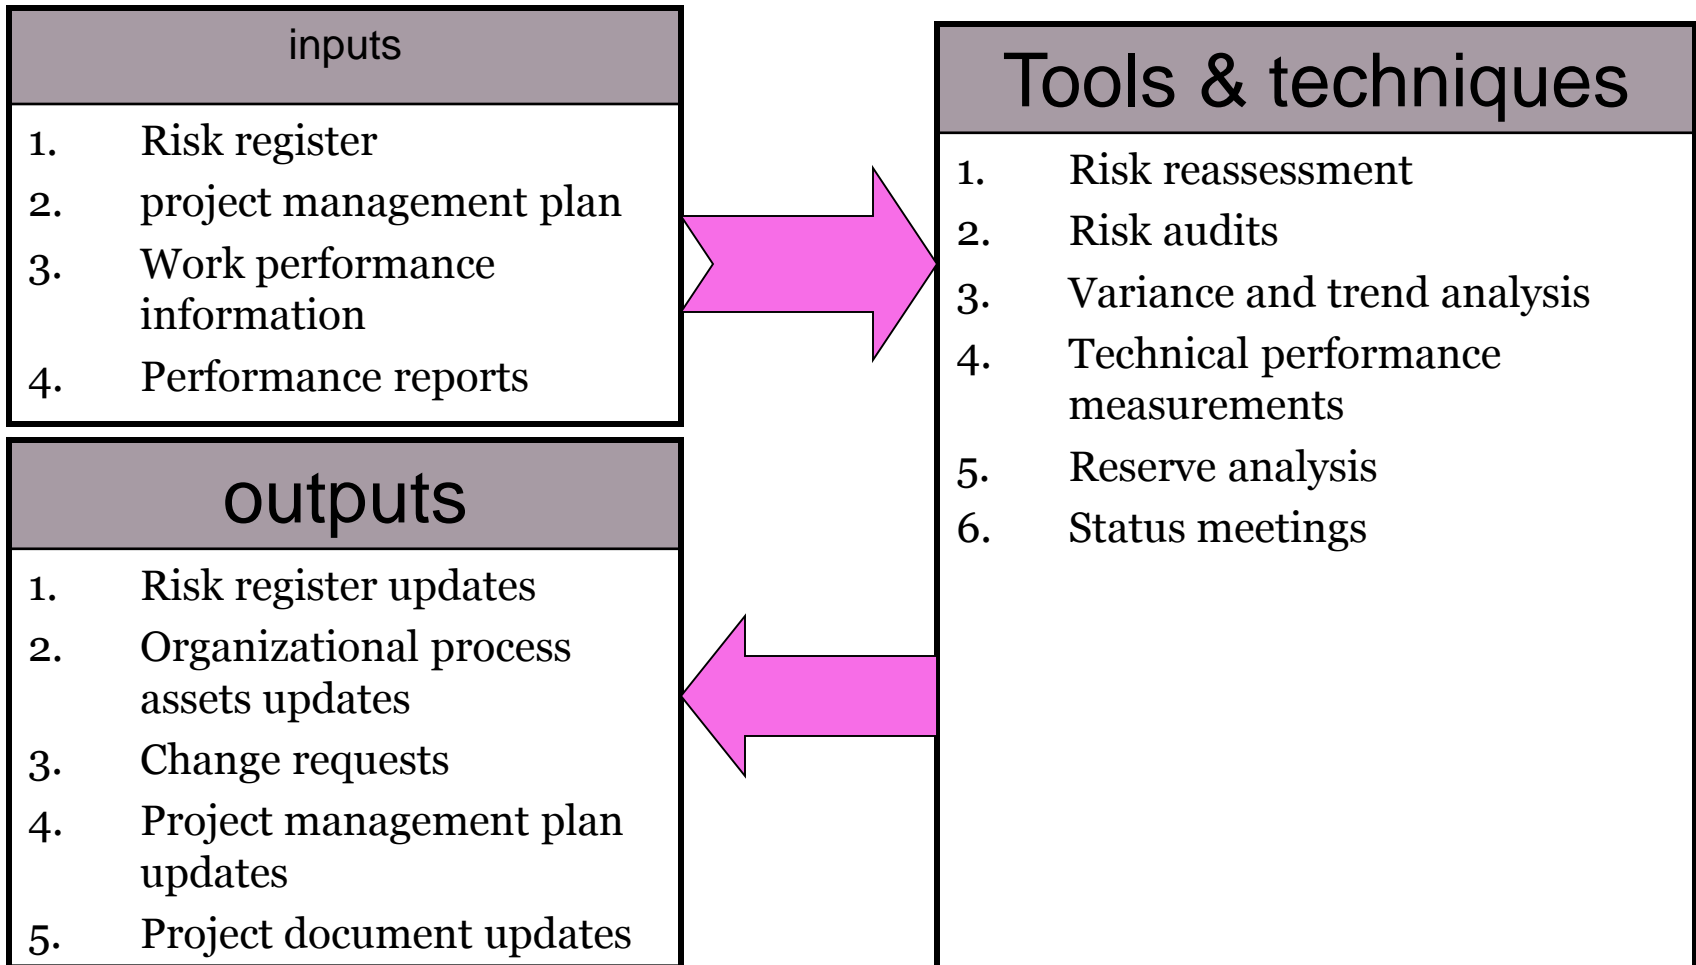 inputs
1. Risk register
2. project management plan
3. Work performance
information
4. Performance reports
outputs
1. Risk register updates
2. Organizational process
assets updates
3. Change requests
4. Project management plan
updates
5. Project document updates
Tools & techniques
1. Risk reassessment
2. Risk audits
3. Variance and trend analysis
4. Technical performance
measurements
5. Reserve analysis
6. Status meetings